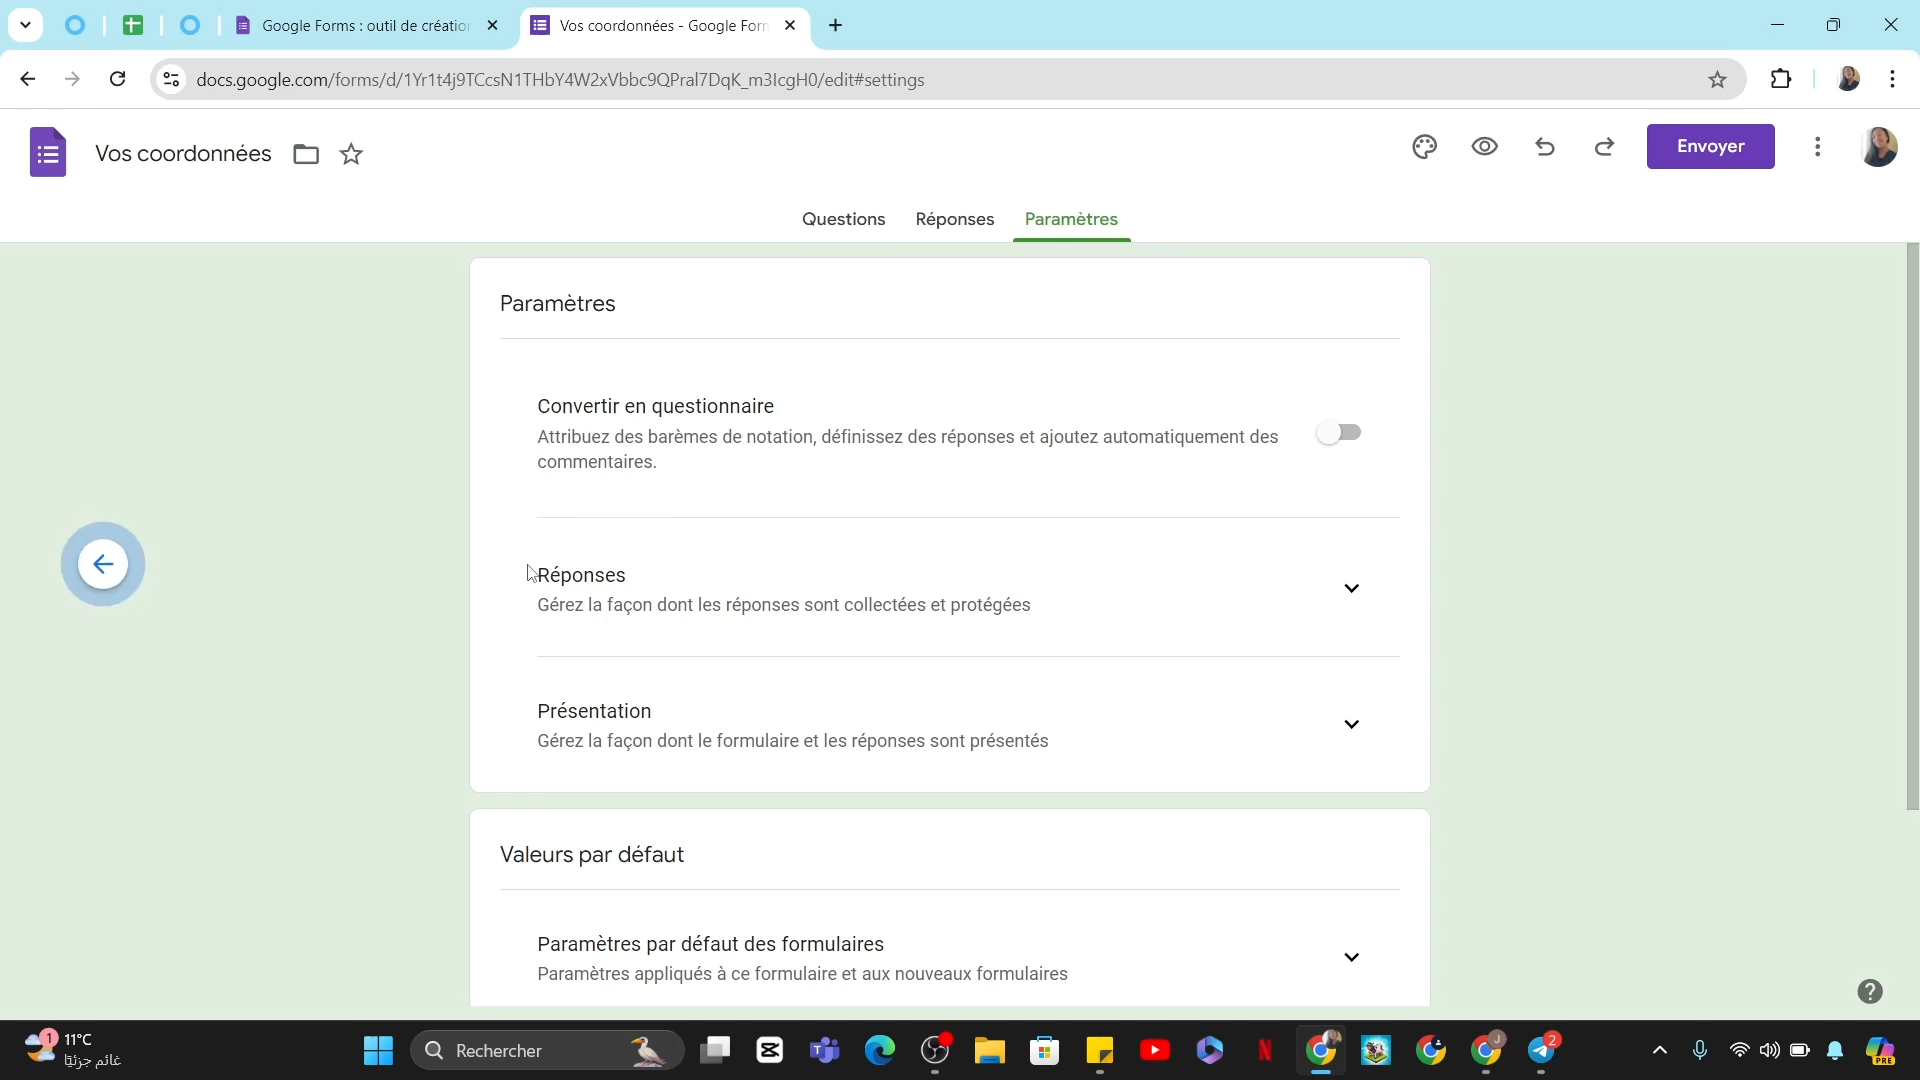 Google Forms : outil de création
Vos coordonnées - Google Form
docs.google.com/forms/d/1Yr1t4j9TCcsN1THbY4W2xVbbc9QPral7DqK_m3IcgH0/edit#settings
Vos coordonnées
Envoyer
Questions Réponses Paramètres
Paramètres
Convertir en questionnaire
Attribuez des barèmes de notation, définissez des réponses et ajoutez automatiquement des
commentaires.
Réponses
Gérez la façon dont les réponses sont collectées et protégées
Présentation
Gérez la façon dont le formulaire et les réponses sont présentés
Valeurs par défaut
Paramètres par défaut des formulaires
Paramètres appliqués à ce formulaire et aux nouveaux formulaires
1
11°C
غائم جزئيًا
Rechercher
T
N
J
2
PRE